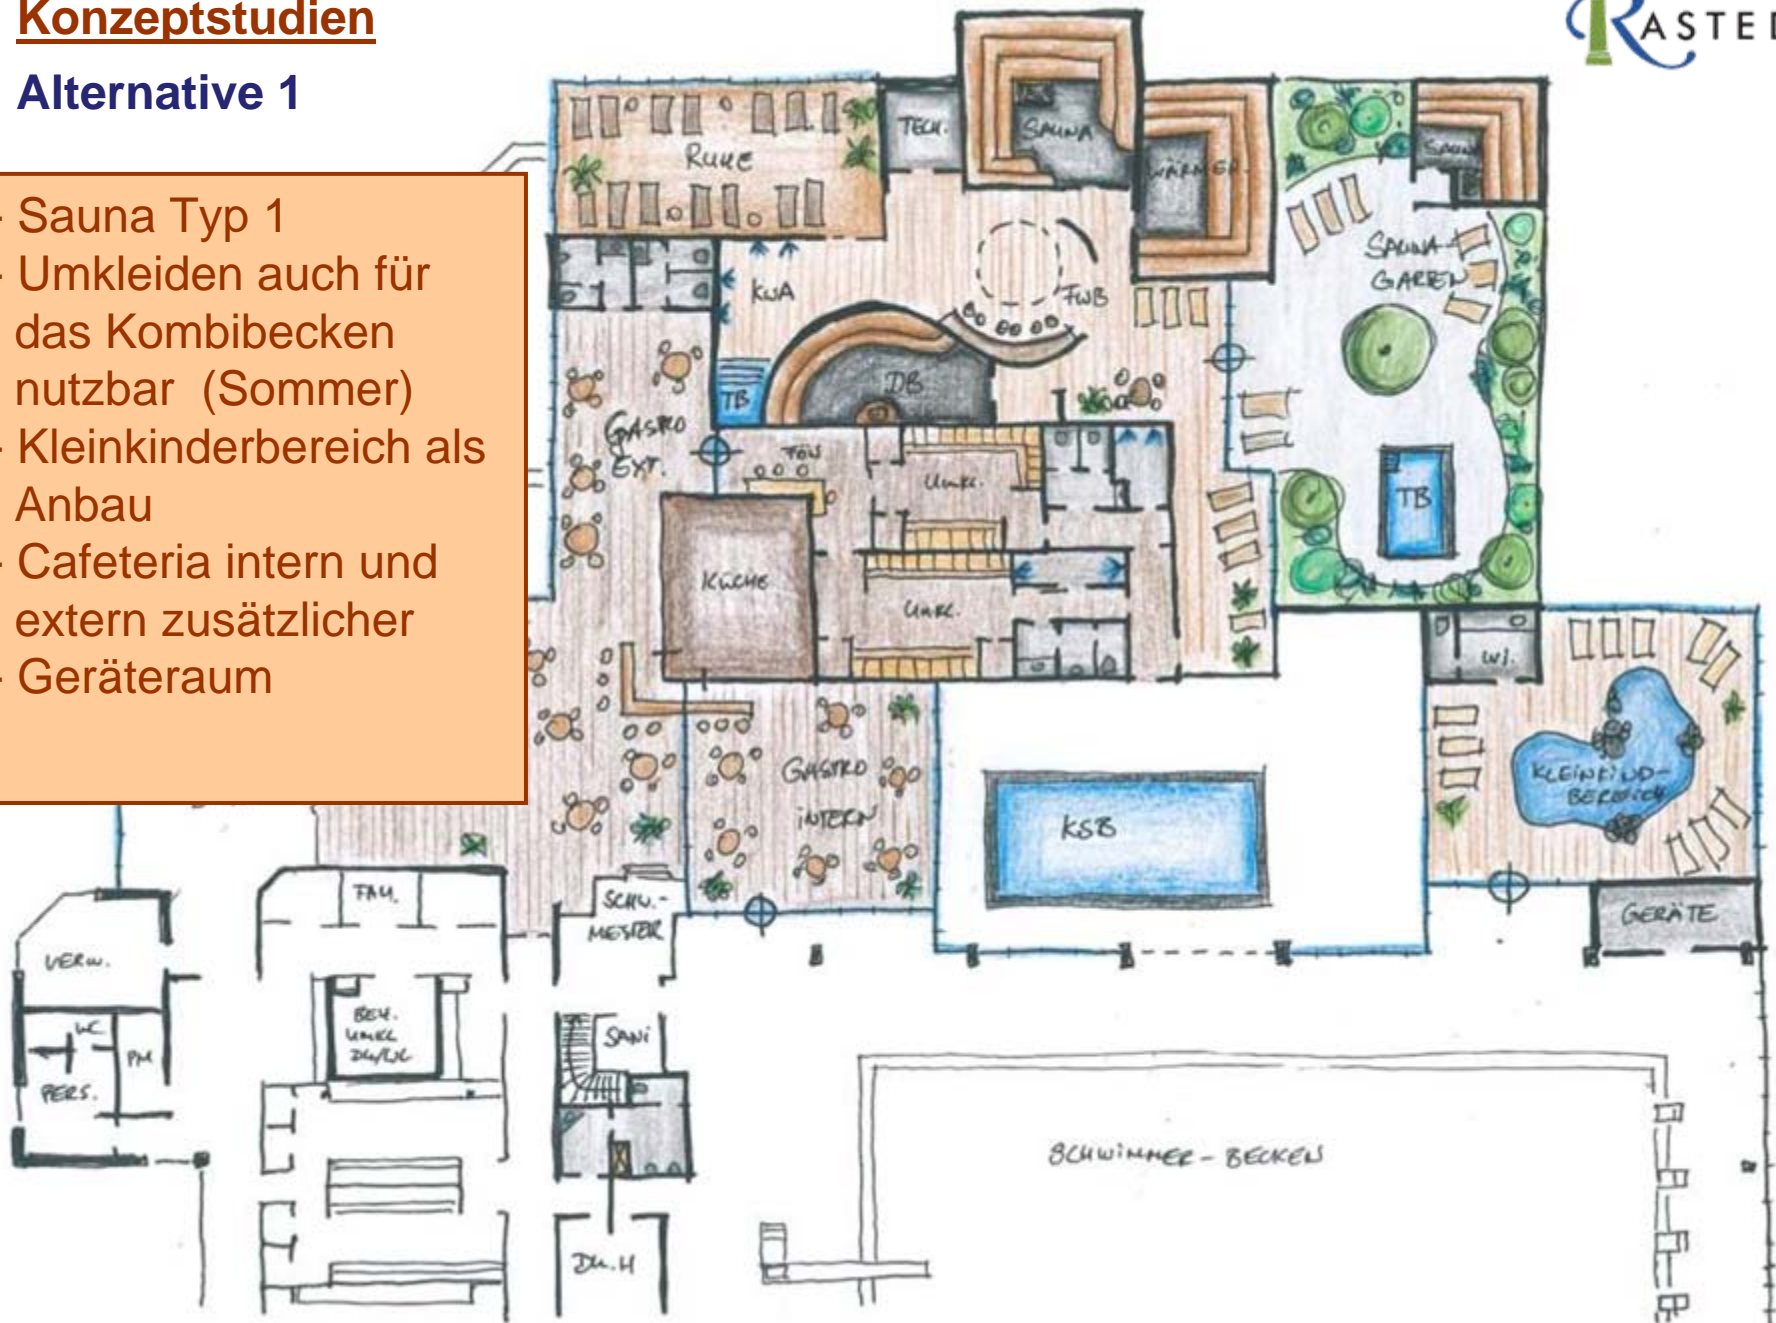 Konzeptstudien
Alternative 1
RASTED
- Sauna Typ 1
- Umkleiden auch für
das Kombibecken
nutzbar (Sommer)
- Kleinkinderbereich als
Anbau
- Cafeteria intern und
extern zusätzlicher
- Geräteraum
RUHE
TECH.
SAUNA
WÄRMER.
SAUNA
SAUNA-
GARTEN
KWA
FWB
TB
DB
GASTRO
EXT.
FÖN
UMKL.
TB
KÜCHE
UMKL.
WI.
GASTRO
INTERN
KSB
KLEINKIND-
BEREICH
FAM.
SCHW.-
MEISTER
GERÄTE
VERW.
WC
PM
PERS.
BEH.
UMKL
DU/WC
SANI
SCHWIMMER-BECKEN
DU.H